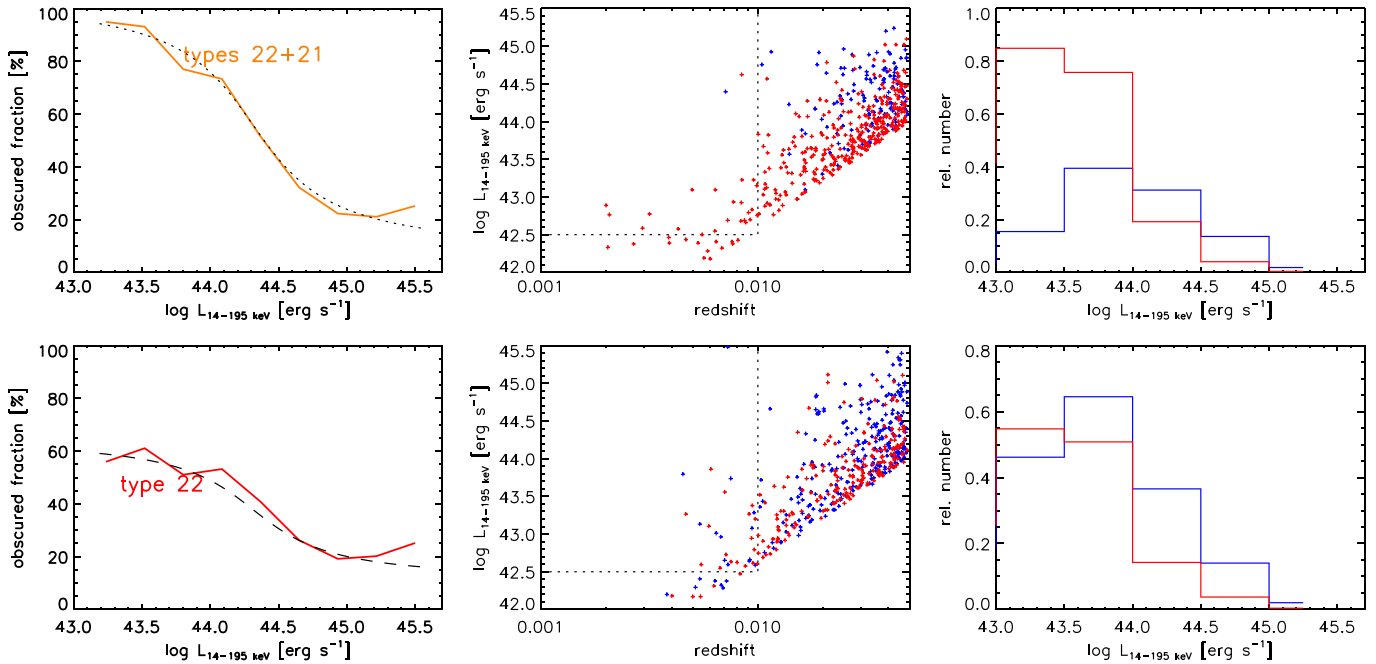 100
80
60
40
20
0
obscured fraction [%]
types 22+21
43.0 43.5 44.0 44.5 45.0 45.5
log L14−195 keV [erg s−1]
45.5
45.0
44.5
44.0
43.5
43.0
42.5
42.0
log L14−195 keV [erg s−1]
0.001 0.010
redshift
1.0
0.8
0.6
0.4
0.2
0.0
rel. number
43.0 43.5 44.0 44.5 45.0 45.5
log L14−195 keV [erg s−1]
100
80
60
40
20
0
obscured fraction [%]
type 22
43.0 43.5 44.0 44.5 45.0 45.5
log L14−195 keV [erg s−1]
45.5
45.0
44.5
44.0
43.5
43.0
42.5
42.0
log L14−195 keV [erg s−1]
0.001 0.010
redshift
0.8
0.6
0.4
0.2
0.0
rel. number
43.0 43.5 44.0 44.5 45.0 45.5
log L14−195 keV [erg s−1]